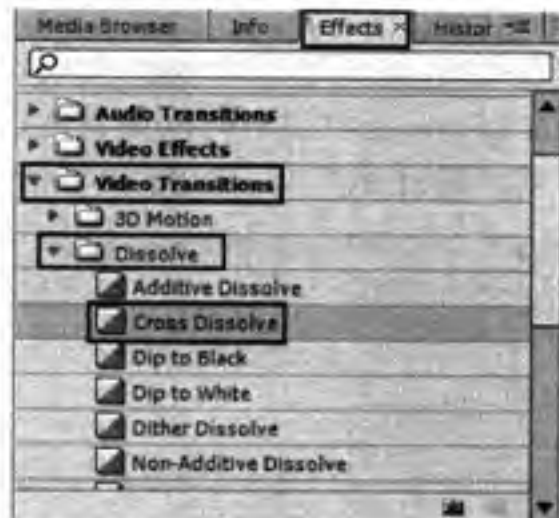 Media Browser Info Effects × Histor
Audio Transitions
Video Effects
Video Transitions
3D Motion
Dissolve
Additive Dissolve
Cross Dissolve
Dip to Black
Dip to White
Dither Dissolve
Non-Additive Dissolve